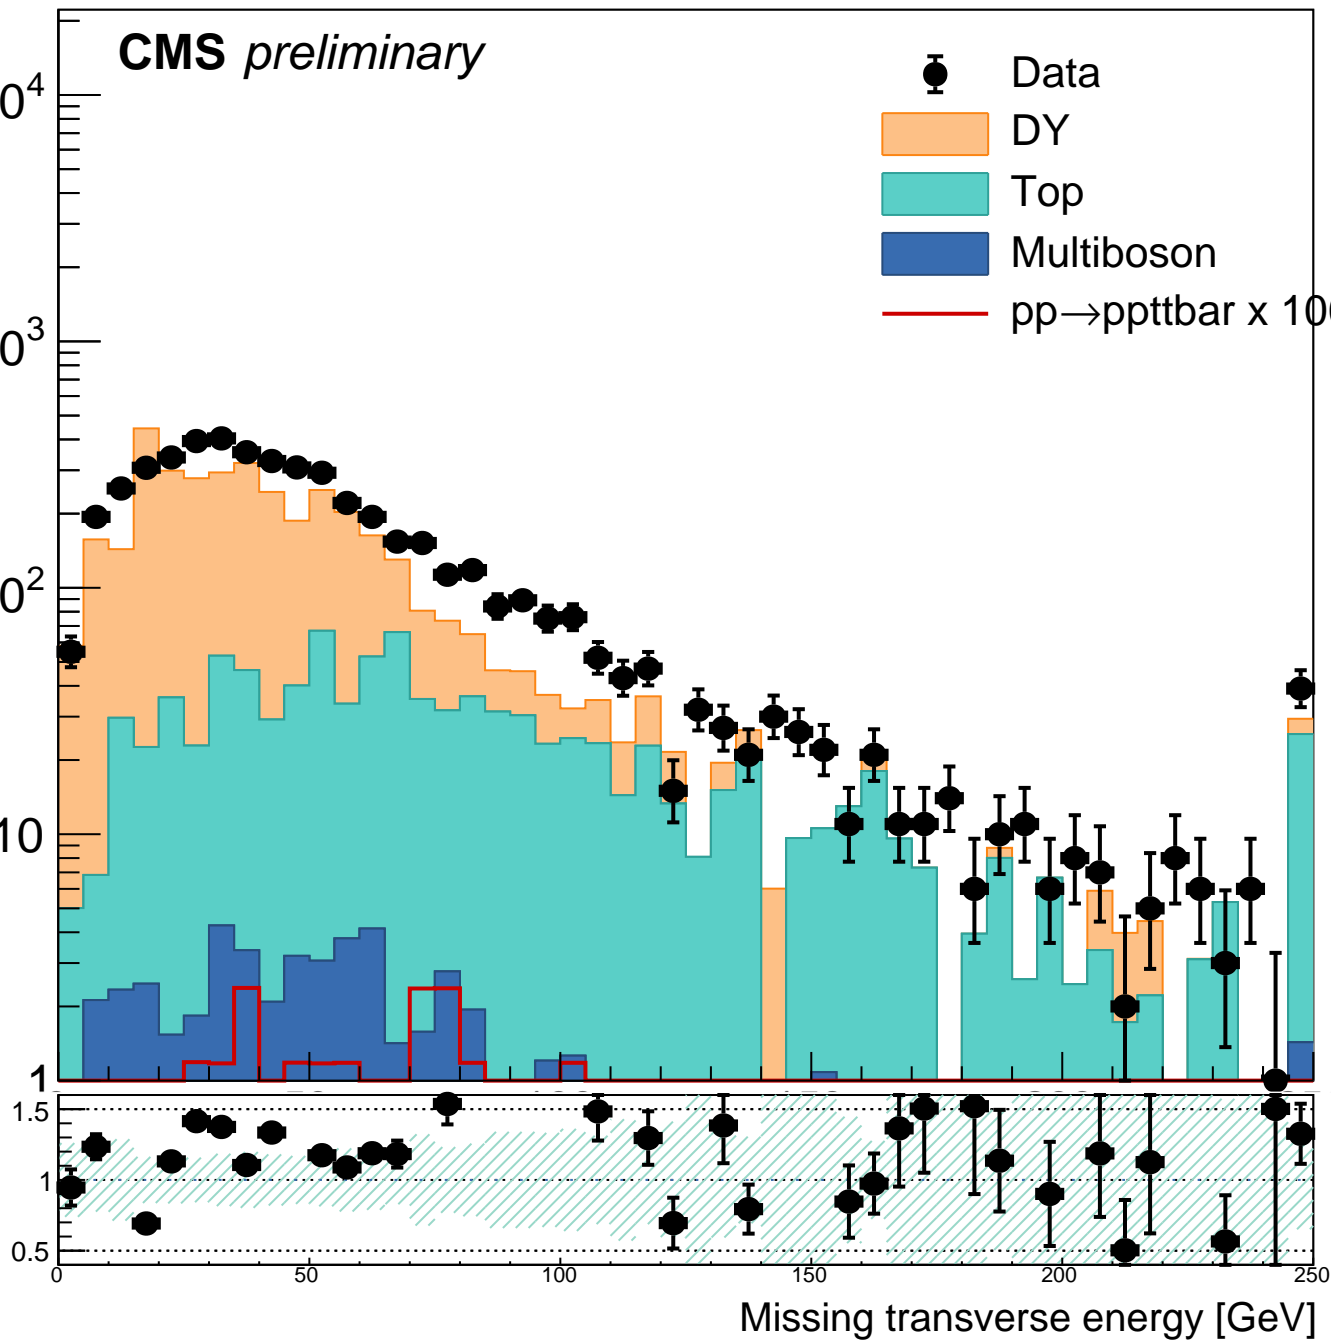 CMS preliminary
Data
DY
Top
Multiboson
pp→ppttbar x 10
0⁴
0³
0²
10
1
1.5
1
0.5
0 50 100 150 200 250
Missing transverse energy [GeV]